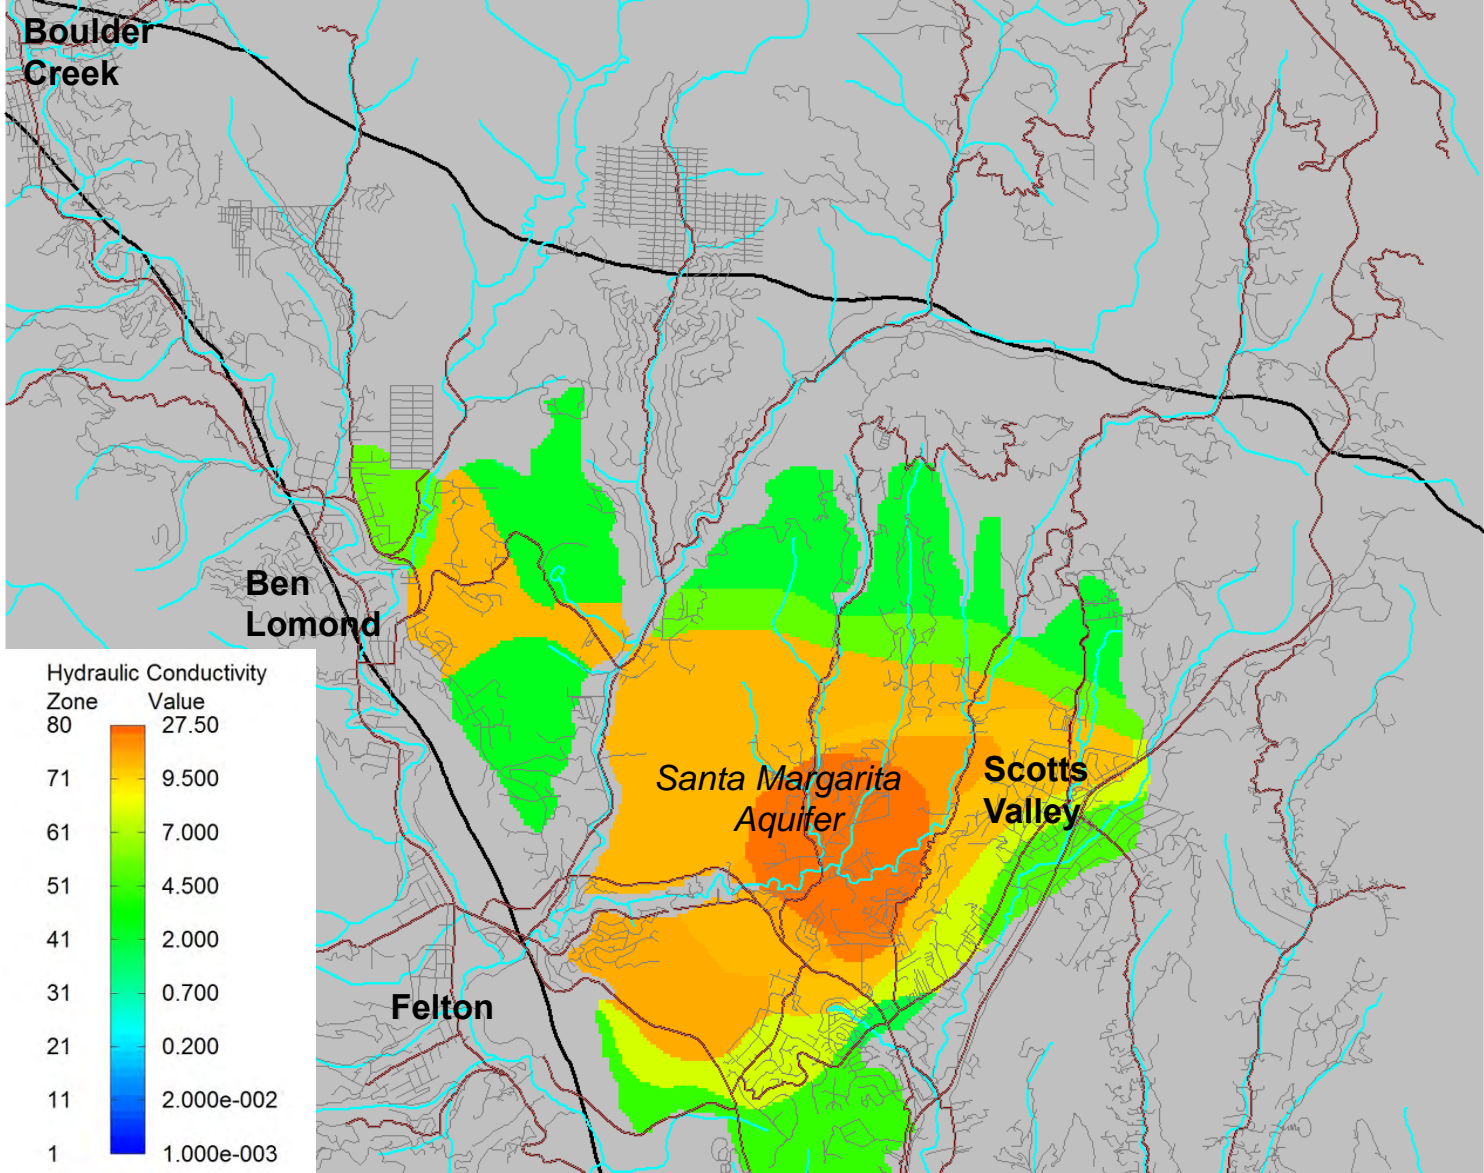 Boulder
Creek
Ben
Lomond
Hydraulic Conductivity
Zone Value
80 27.50
71 9.500
61 7.000
51 4.500
41 2.000
31 0.700
21 0.200
11 2.000e-002
1 1.000e-003
Santa Margarita
Aquifer
Scotts
Valley
Felton